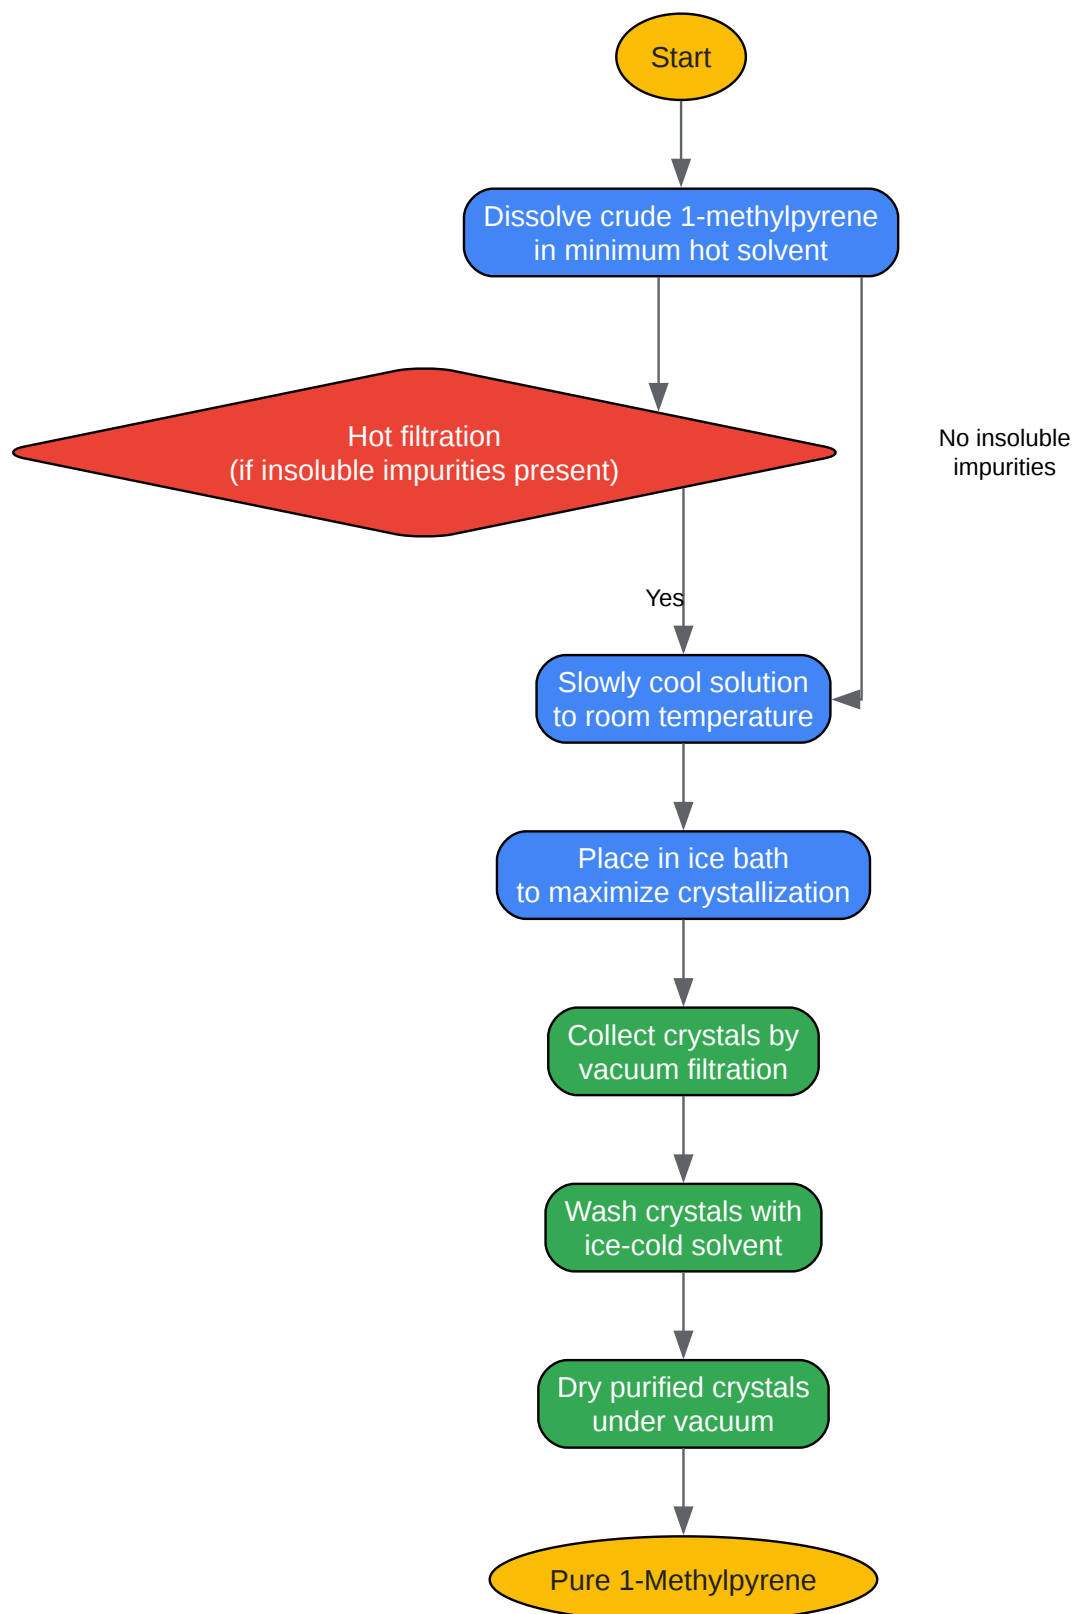 Start
Dissolve crude 1-methylpyrene
in minimum hot solvent
Hot filtration
(if insoluble impurities present)
No insoluble
impurities
Yes
Slowly cool solution
to room temperature
Place in ice bath
to maximize crystallization
Collect crystals by
vacuum filtration
Wash crystals with
ice-cold solvent
Dry purified crystals
under vacuum
Pure 1-Methylpyrene